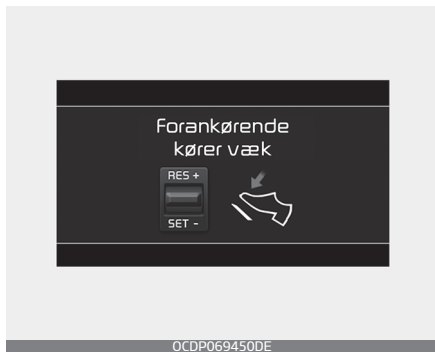 Forankørende
kører væk
RES +
SET -
OCDP069450DE